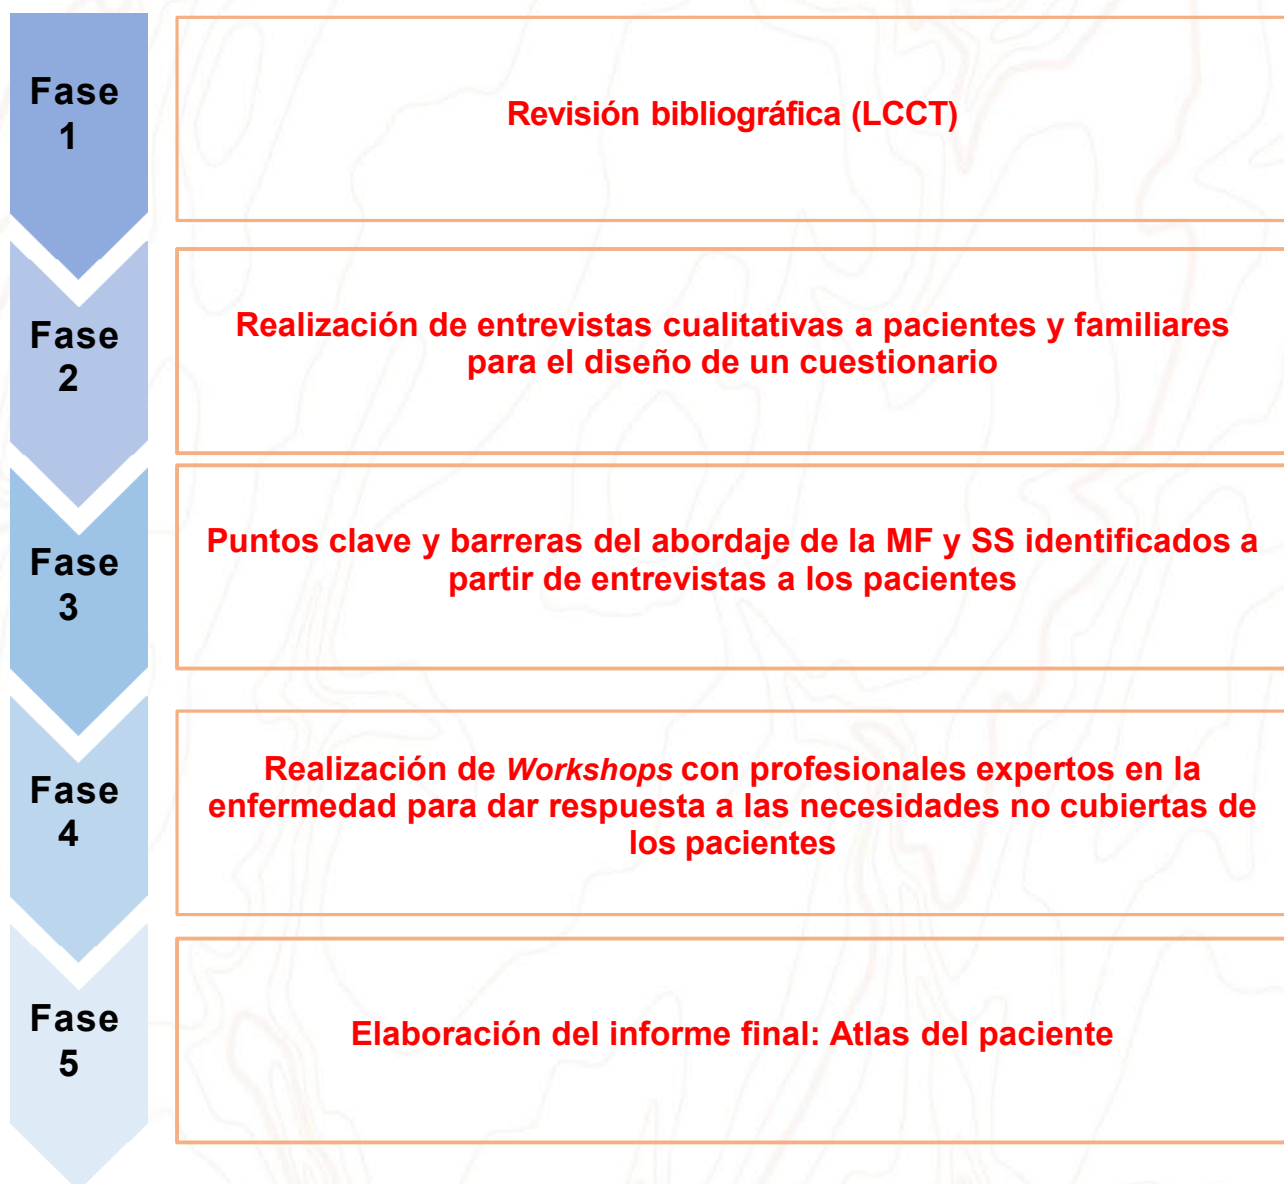 Fase
1
Revisión bibliográfica (LCCT)
Fase
2
Realización de entrevistas cualitativas a pacientes y familiares
para el diseño de un cuestionario
Fase
3
Puntos clave y barreras del abordaje de la MF y SS identificados a
partir de entrevistas a los pacientes
Fase
4
Realización de Workshops con profesionales expertos en la
enfermedad para dar respuesta a las necesidades no cubiertas de
los pacientes
Fase
5
Elaboración del informe final: Atlas del paciente